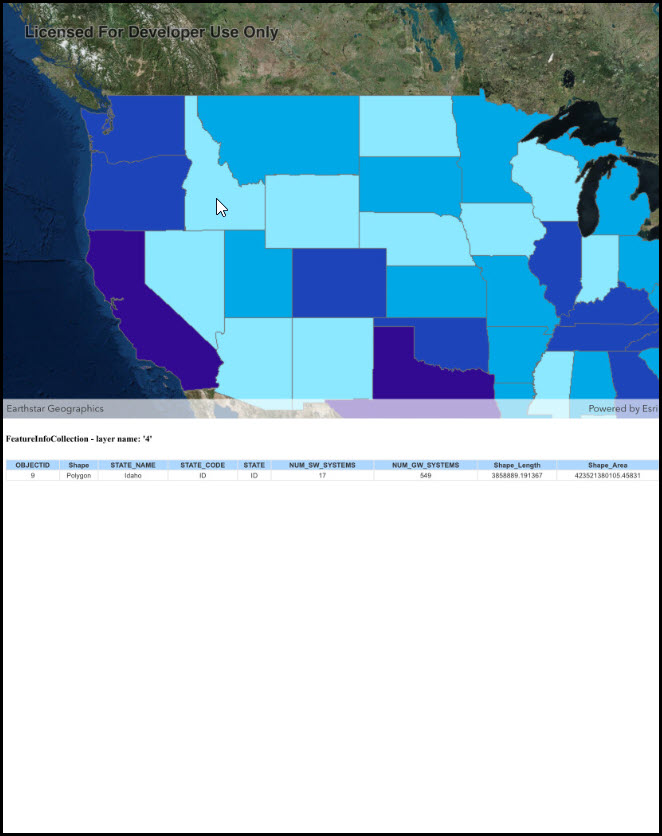 Licensed For Developer Use Only
Earthstar Geographics Powered by Esri
FeatureInfoCollection - layer name: '4'
OBJECTID Shape STATE_NAME STATE_CODE STATE NUM_SW_SYSTEMS NUM_GW_SYSTEMS Shape_Length Shape_Area
9 Polygon Idaho ID ID 17 549 3858889.191367 423521380105.45831